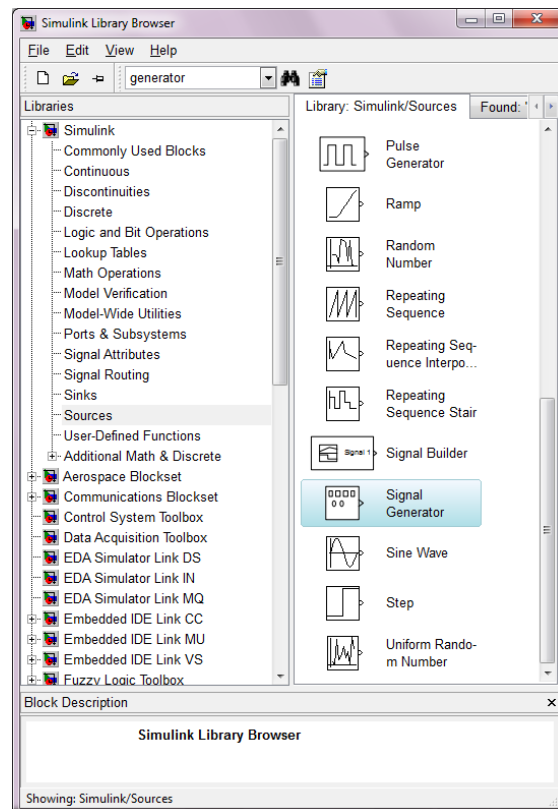 Simulink Library Browser
File Edit View Help
generator
Libraries
Library: Simulink/Sources
Found: '
Simulink
Commonly Used Blocks
Continuous
Discontinuities
Discrete
Logic and Bit Operations
Lookup Tables
Math Operations
Model Verification
Model-Wide Utilities
Ports & Subsystems
Signal Attributes
Signal Routing
Sinks
Sources
User-Defined Functions
Additional Math & Discrete
Aerospace Blockset
Communications Blockset
Control System Toolbox
Data Acquisition Toolbox
EDA Simulator Link DS
EDA Simulator Link IN
EDA Simulator Link MQ
Embedded IDE Link CC
Embedded IDE Link MU
Embedded IDE Link VS
Fuzzy Logic Toolbox
Pulse
Generator
Ramp
Random
Number
Repeating
Sequence
Repeating Seq-
uence Interpo...
Repeating
Sequence Stair
Signal 1
Signal Builder
Signal
Generator
Sine Wave
Step
Uniform Rando-
m Number
Block Description
Simulink Library Browser
Showing: Simulink/Sources